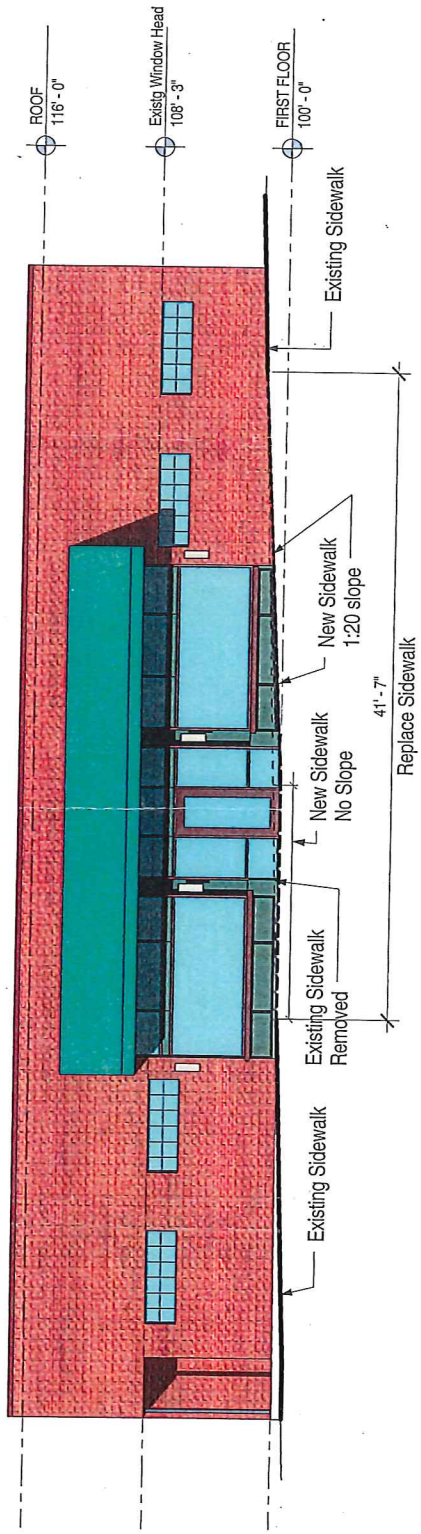 ROOF
116' - 0"
Existg Window Head
108' - 3"
FIRST FLOOR
100' - 0"
Existing Sidewalk
New Sidewalk
1:20 slope
New Sidewalk
No Slope
Existing Sidewalk
Removed
Existing Sidewalk
41' - 7"
Replace Sidewalk